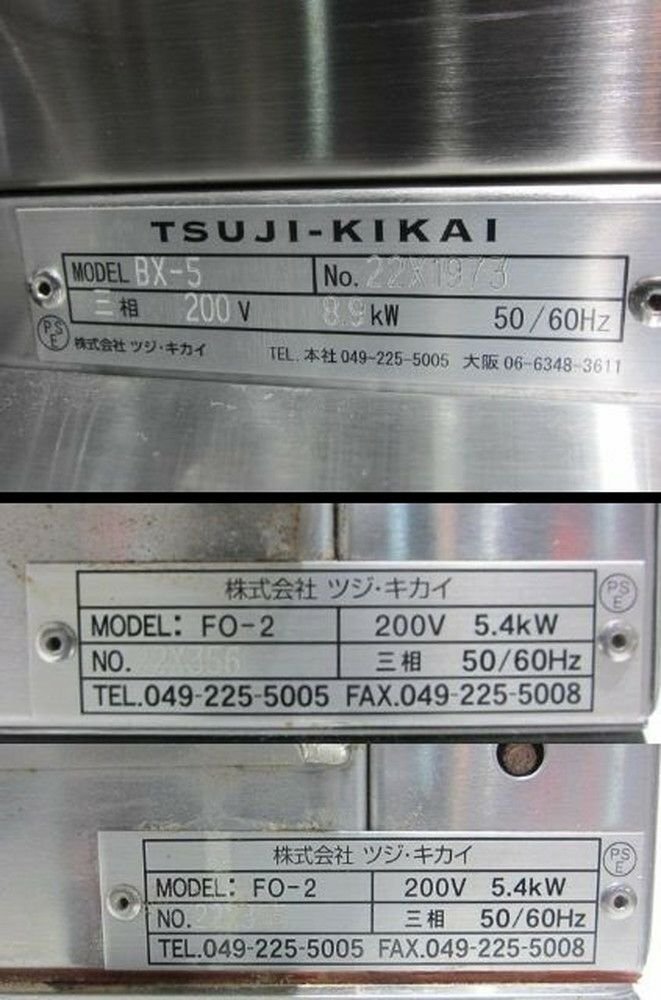 TSUJI-KIKAI
MODEL BX-5 No. 22X1973
三相 200V 8.9kW 50/60Hz
PSE 株式会社 ツジ・キカイ TEL. 本社 049-225-5005 大阪 06-6348-3611
株式会社 ツジ・キカイ PSE
MODEL: FO-2 200V 5.4kW
NO. 三相 50/60Hz
TEL.049-225-5005 FAX.049-225-5008
株式会社 ツジ・キカイ PSE
MODEL: FO-2 200V 5.4kW
NO. 三相 50/60Hz
TEL.049-225-5005 FAX.049-225-5008